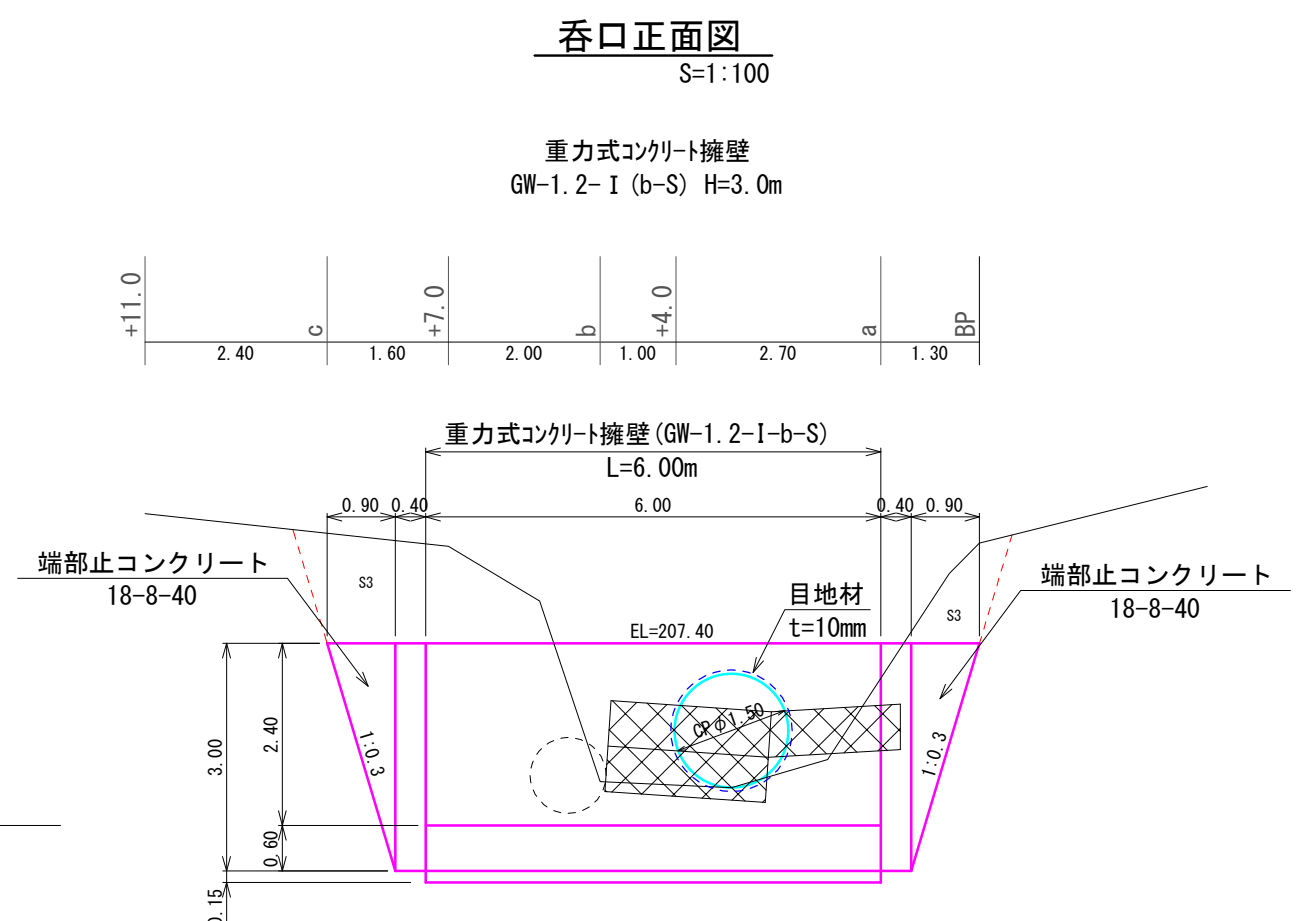 呑口正面図
S=1:100
重力式コンクリート擁壁
GW-1.2-Ⅰ(b-S) H=3.0m
+11.0
c
+7.0
b
+4.0
a
BP
2.40
1.60
2.00
1.00
2.70
1.30
重力式コンクリート擁壁(GW-1.2-I-b-S)
L=6.00m
0.90
0.40
6.00
0.40
0.90
端部止コンクリート
18-8-40
S3
目地材
t=10mm
EL=207.40
端部止コンクリート
18-8-40
S3
CPφ1.50
1:0.3
1:0.3
3.00
2.40
0.60
0.15